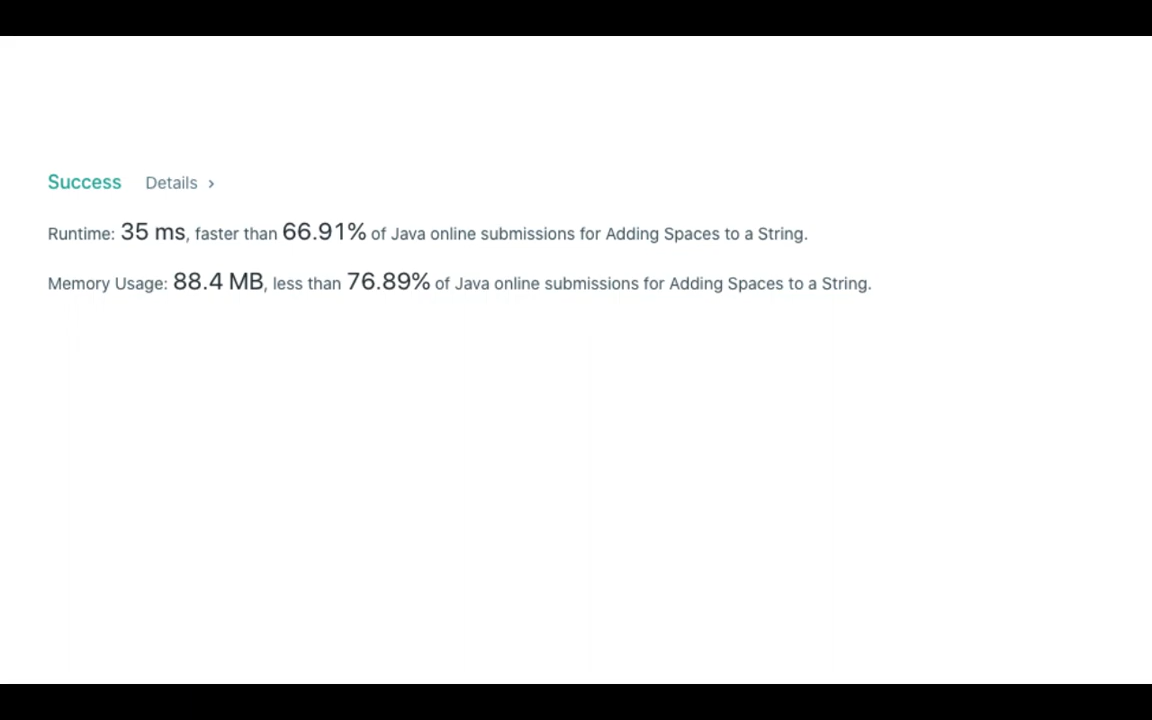 Success Details ›
Runtime: 35 ms, faster than 66.91% of Java online submissions for Adding Spaces to a String.
Memory Usage: 88.4 MB, less than 76.89% of Java online submissions for Adding Spaces to a String.